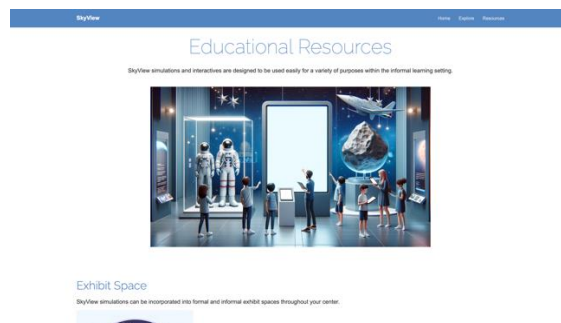 SkyView
Home Explore Resources
Educational Resources
SkyView simulations and interactives are designed to be used easily for a variety of purposes within the informal learning setting.
Exhibit Space
SkyView simulations can be incorporated into formal and informal exhibit spaces throughout your center.